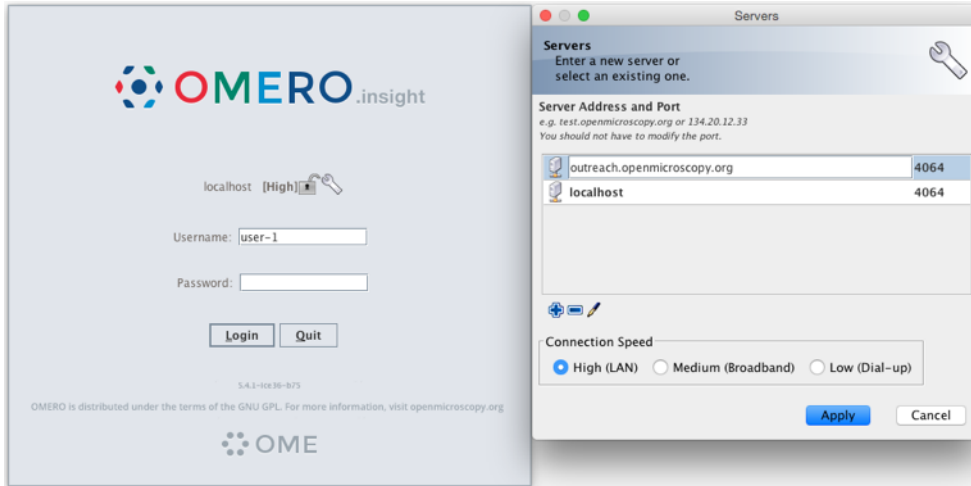 OMERO.insight
localhost [High]
Username: user-1
Password:
Login Quit
5.4.1-ice36-b75
OMERO is distributed under the terms of the GNU GPL. For more information, visit openmicroscopy.org
OME
Servers
Servers
Enter a new server or
select an existing one.
Server Address and Port
e.g. test.openmicroscopy.org or 134.20.12.33
You should not have to modify the port.
outreach.openmicroscopy.org 4064
localhost 4064
Connection Speed
High (LAN) Medium (Broadband) Low (Dial-up)
Apply Cancel